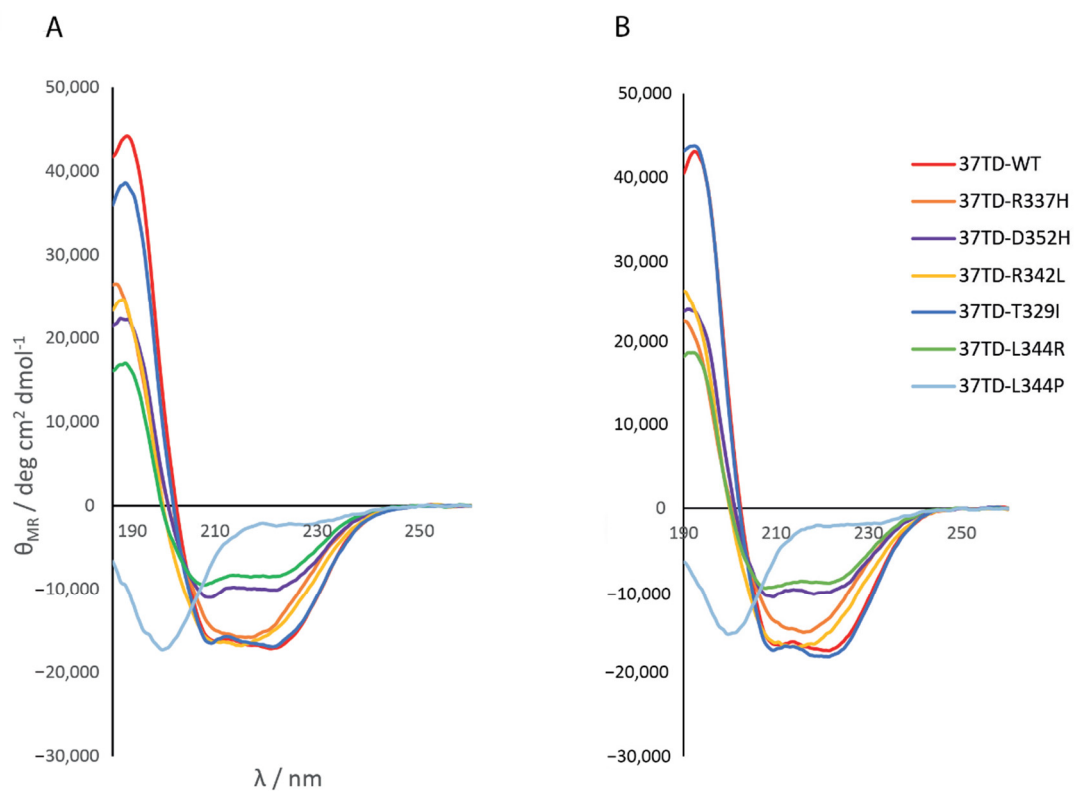 A
50,000
40,000
30,000
20,000
10,000
0
−10,000
−20,000
−30,000
190
210
230
250
θMR / deg cm² dmol⁻¹
λ / nm
B
50,000
40,000
30,000
20,000
10,000
0
−10,000
−20,000
−30,000
190
210
230
250
37TD-WT
37TD-R337H
37TD-D352H
37TD-R342L
37TD-T329I
37TD-L344R
37TD-L344P